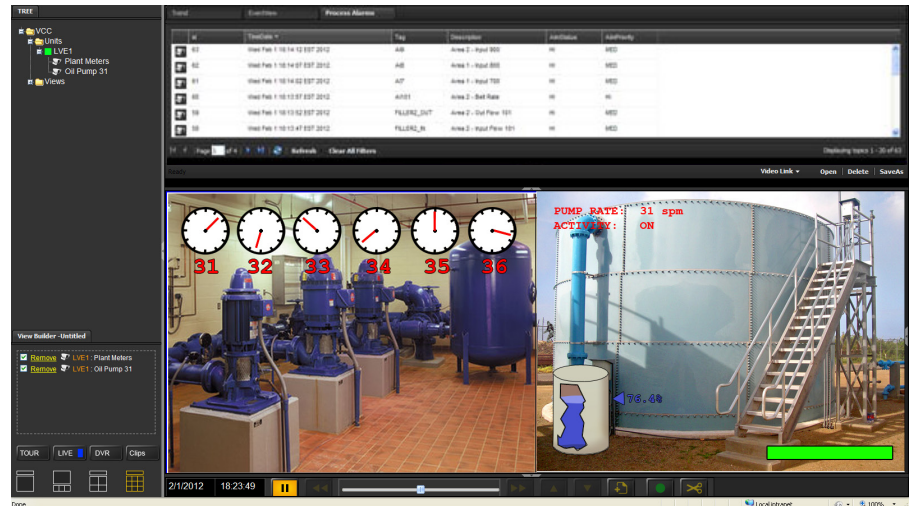 TREE
VCC
Units
LVE1
Plant Meters
Oil Pump 31
Views
Trend EventView Process Alarms
id Time/Date Tag Description AlmStatus AlmPriority
63 Wed Feb 1 18:14:12 EST 2012 AI9 Area 2 - Input 900 HI MED
62 Wed Feb 1 18:14:07 EST 2012 AI8 Area 1 - Input 800 HI MED
61 Wed Feb 1 18:14:02 EST 2012 AI7 Area 1 - Input 700 HI MED
60 Wed Feb 1 18:13:57 EST 2012 AI101 Area 2 - Belt Rate HI HI
59 Wed Feb 1 18:13:52 EST 2012 FILLER2_OUT Area 2 - Out Flow 101 HI MED
58 Wed Feb 1 18:13:47 EST 2012 FILLER2_IN Area 2 - Input Flow 101 HI MED
Page 1 of 4 Refresh Clear All Filters Displaying topics 1 - 20 of 63
Ready Video Link Open Delete SaveAs
PUMP RATE: 31 spm
ACTIVITY: ON
31 32 33 34 35 36
76.4%
View Builder -Untitled
Remove LVE1: Plant Meters
Remove LVE1: Oil Pump 31
TOUR LIVE DVR Clips
2/1/2012 18:23:49
Done Local intranet 100%